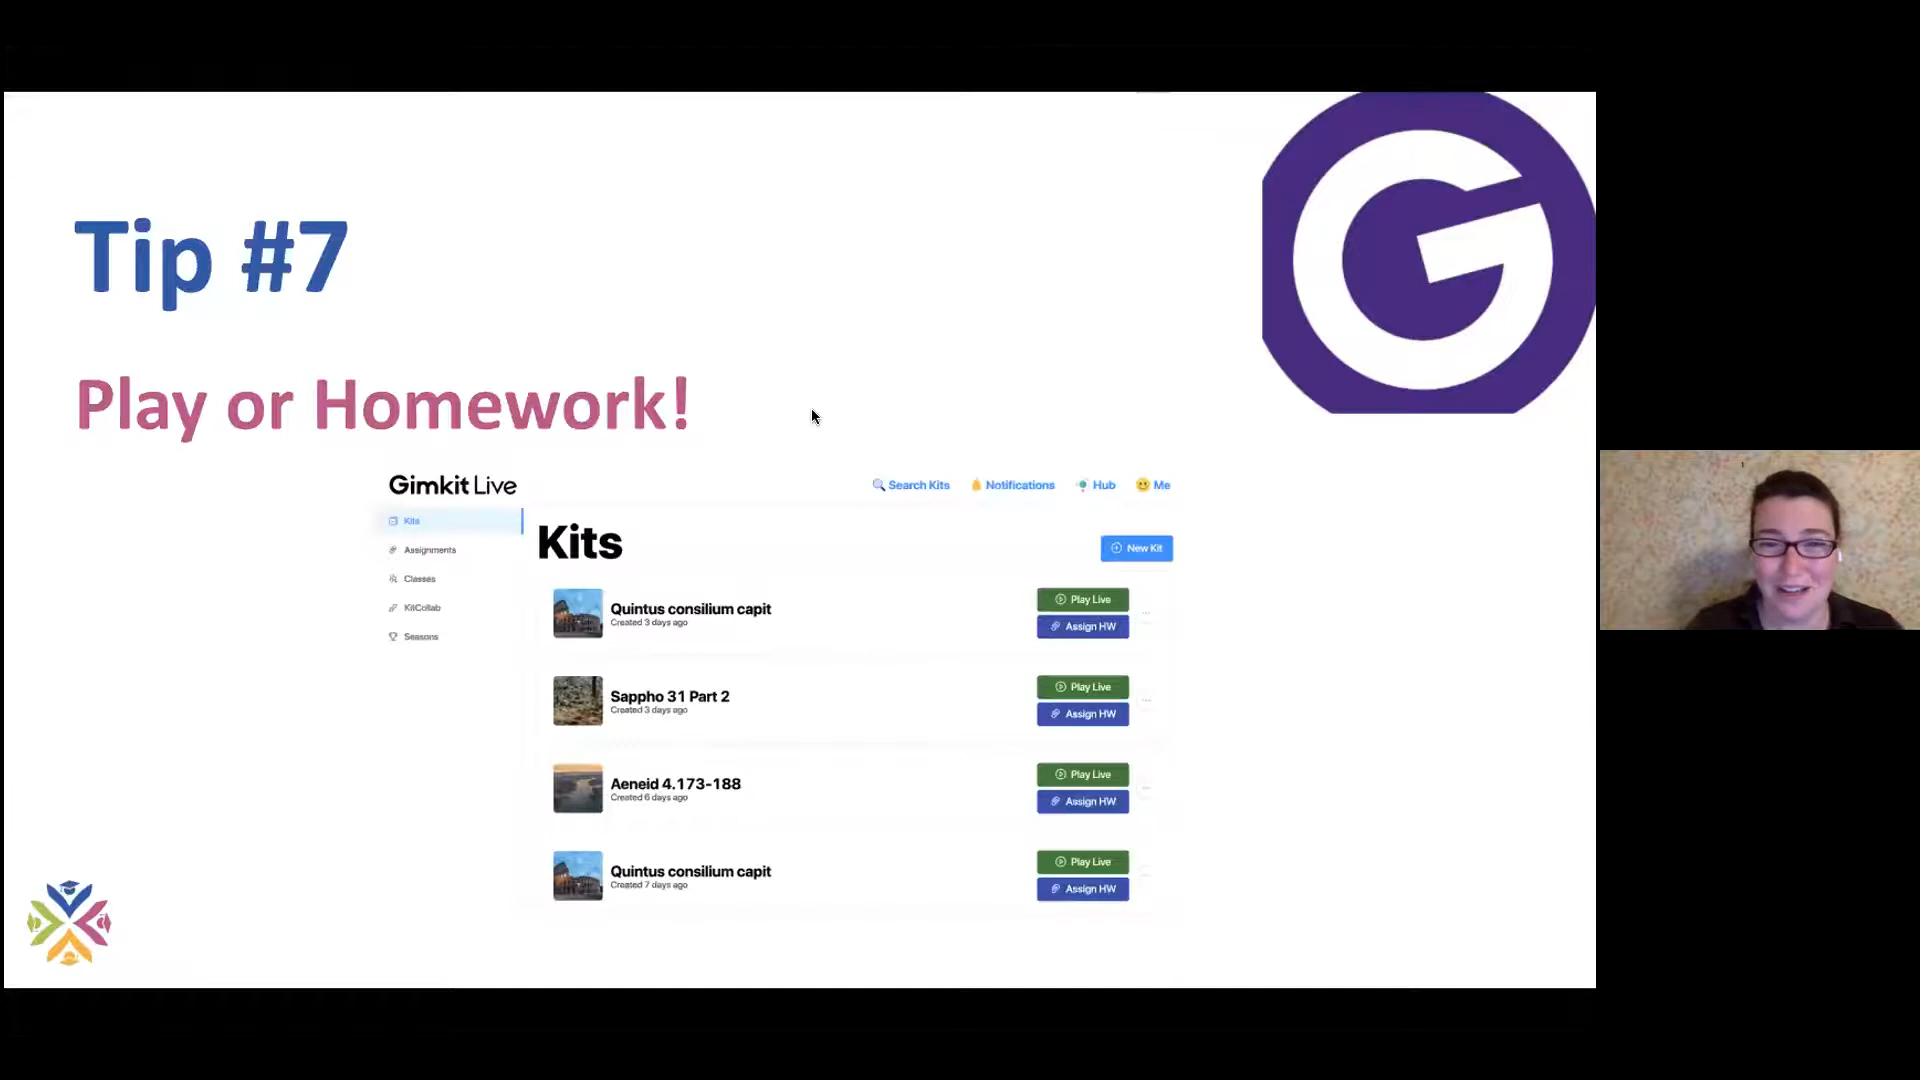 Tip #7
Play or Homework!
Gimkit Live
Search Kits
Notifications
Hub
Me
Kits
Assignments
Classes
KitCollab
Seasons
Kits
New Kit
Quintus consilium capit
Created 3 days ago
Play Live
Assign HW
Sappho 31 Part 2
Created 3 days ago
Play Live
Assign HW
Aeneid 4.173-188
Created 6 days ago
Play Live
Assign HW
Quintus consilium capit
Created 7 days ago
Play Live
Assign HW